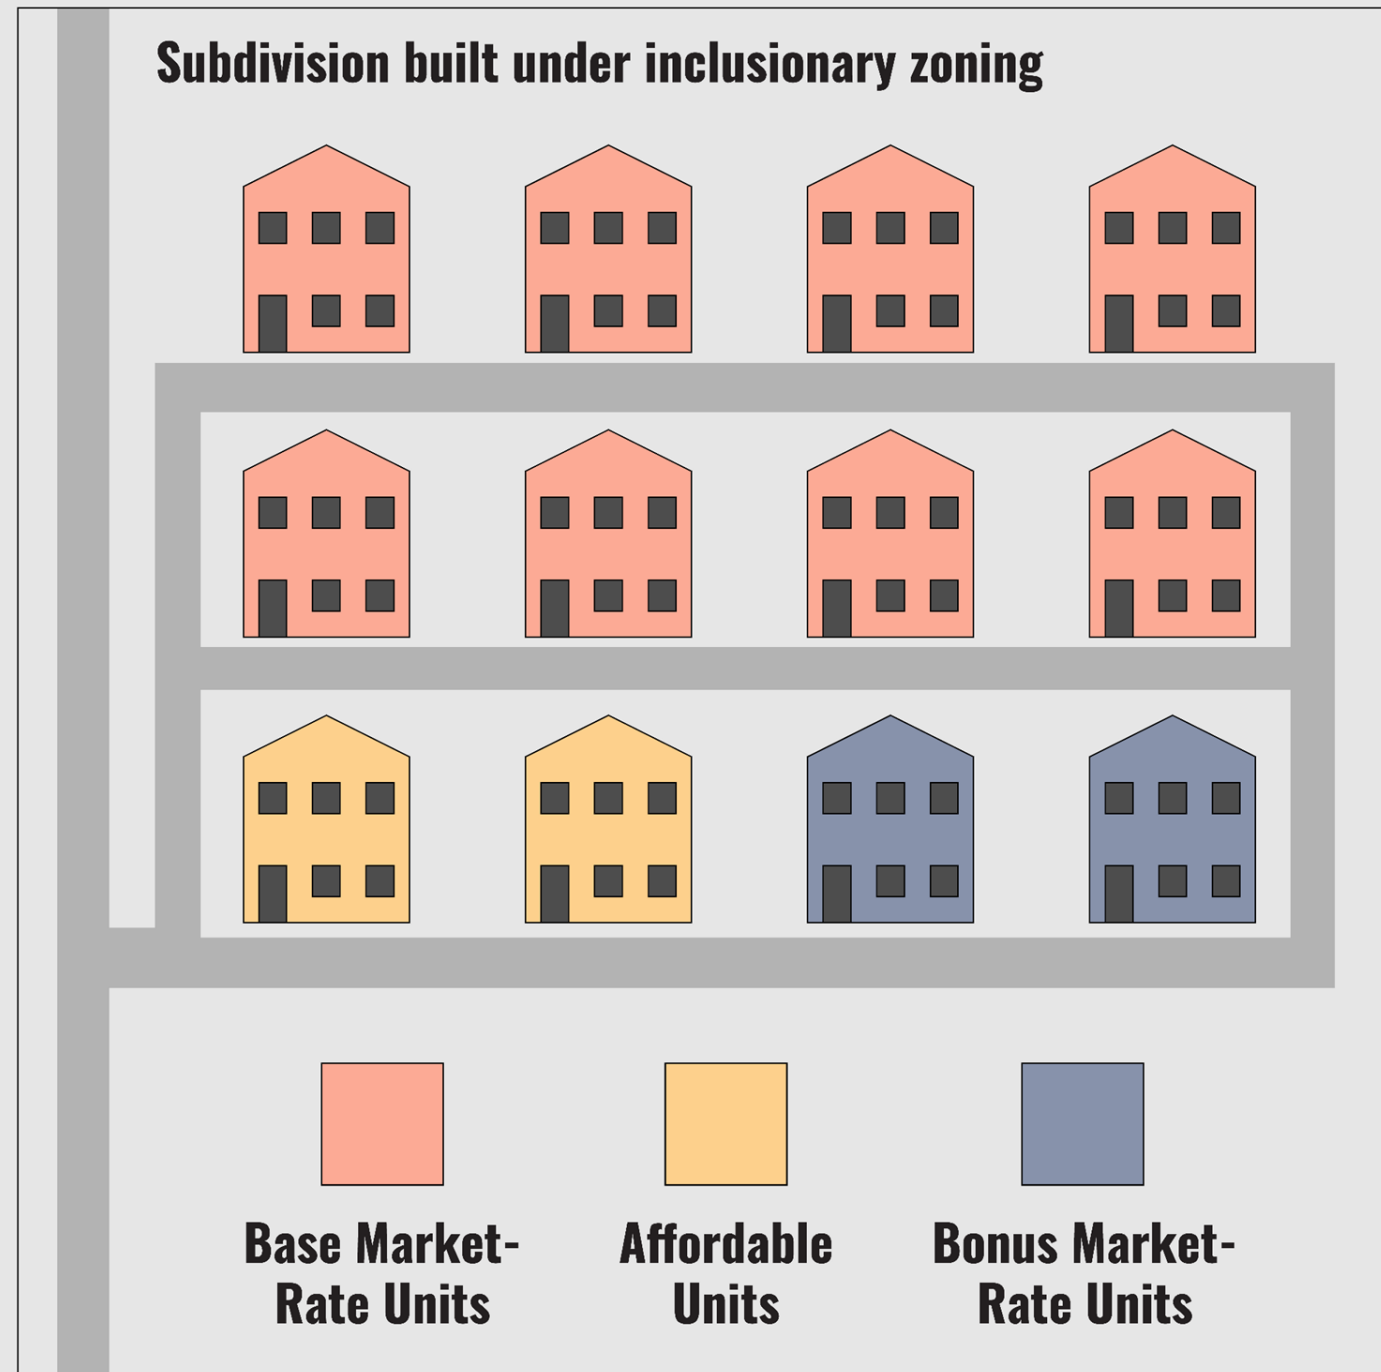 Subdivision built under inclusionary zoning
Base Market-
Rate Units
Affordable
Units
Bonus Market-
Rate Units